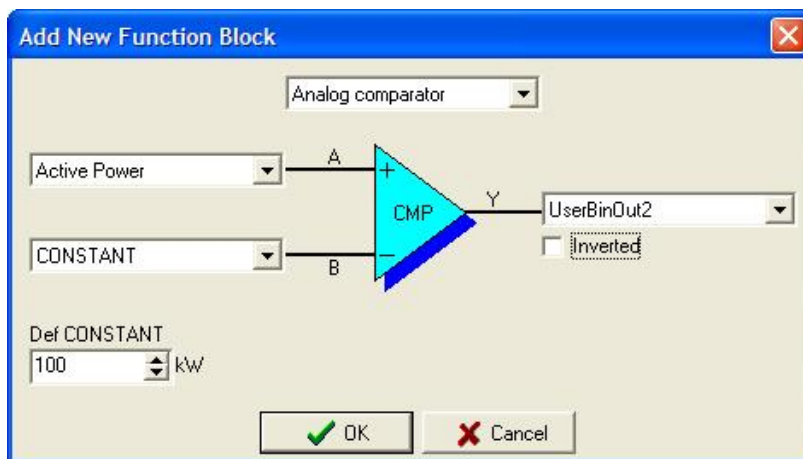 Add New Function Block
Analog comparator
Active Power
A
+
CMP
Y
UserBinOut2
Inverted
CONSTANT
B
−
Def CONSTANT
100 kW
OK
Cancel